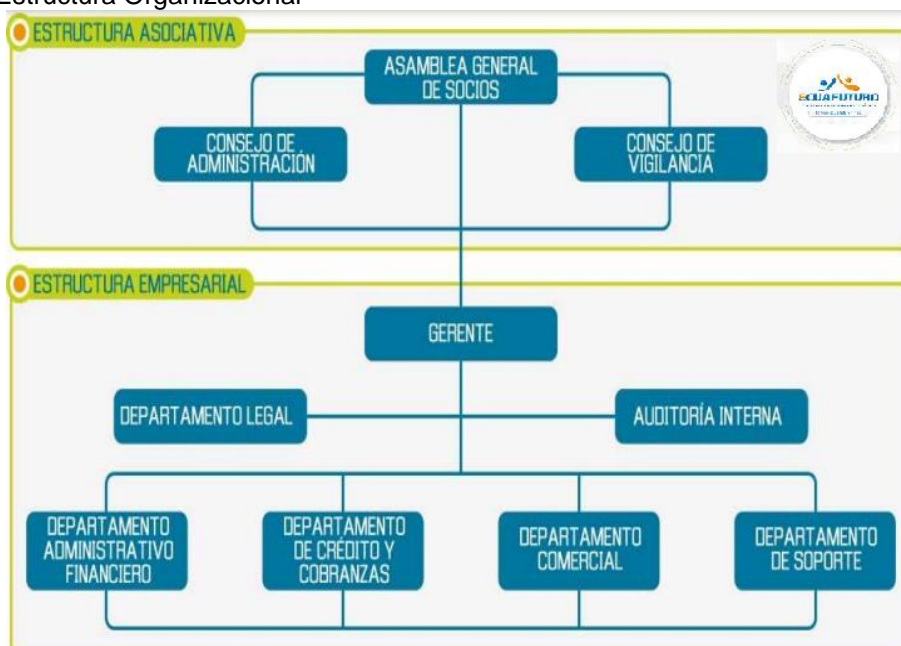 Estructura Organizacional
ESTRUCTURA ASOCIATIVA
ASAMBLEA GENERAL
DE SOCIOS
ECUAFUTURO
CONSEJO DE
ADMINISTRACIÓN
CONSEJO DE
VIGILANCIA
ESTRUCTURA EMPRESARIAL
GERENTE
DEPARTAMENTO LEGAL
AUDITORÍA INTERNA
DEPARTAMENTO
ADMINISTRATIVO
FINANCIERO
DEPARTAMENTO
DE CRÉDITO Y
COBRANZAS
DEPARTAMENTO
COMERCIAL
DEPARTAMENTO
DE SOPORTE